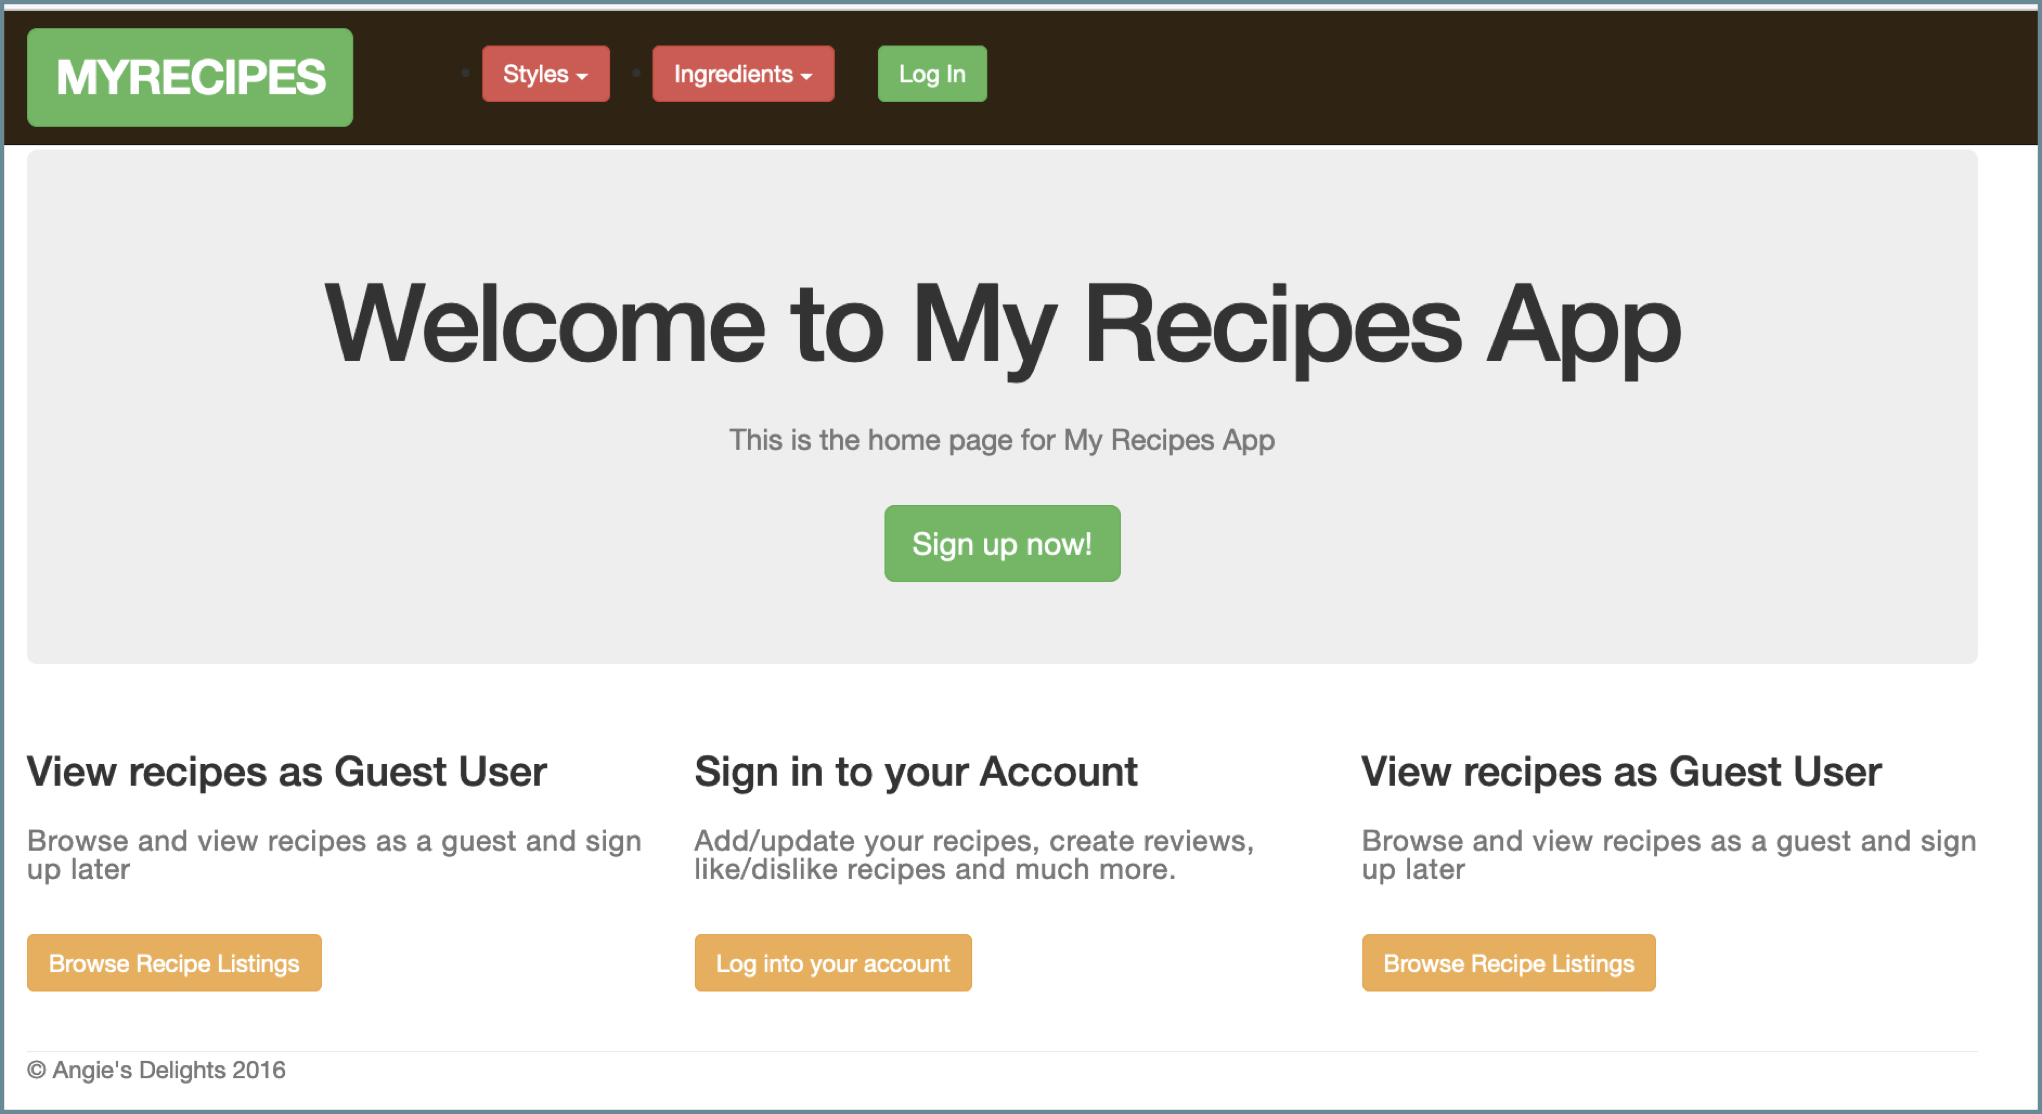 MYRECIPES
Styles
Ingredients
Log In
Welcome to My Recipes App
This is the home page for My Recipes App
Sign up now!
View recipes as Guest User
Browse and view recipes as a guest and sign
up later
Browse Recipe Listings
Sign in to your Account
Add/update your recipes, create reviews,
like/dislike recipes and much more.
Log into your account
View recipes as Guest User
Browse and view recipes as a guest and sign
up later
Browse Recipe Listings
© Angie's Delights 2016